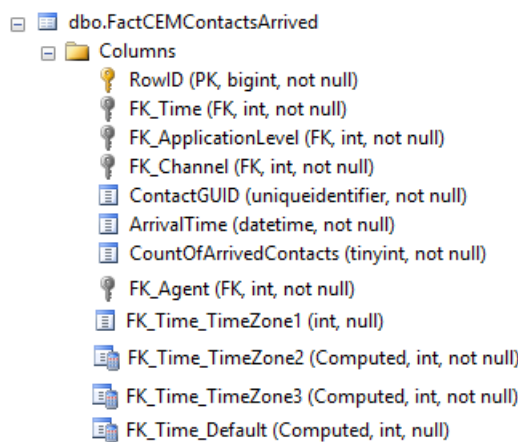 dbo.FactCEMContactsArrived
Columns
RowID (PK, bigint, not null)
FK_Time (FK, int, not null)
FK_ApplicationLevel (FK, int, not null)
FK_Channel (FK, int, not null)
ContactGUID (uniqueidentifier, not null)
ArrivalTime (datetime, not null)
CountOfArrivedContacts (tinyint, not null)
FK_Agent (FK, int, not null)
FK_Time_TimeZone1 (int, null)
FK_Time_TimeZone2 (Computed, int, not null)
FK_Time_TimeZone3 (Computed, int, not null)
FK_Time_Default (Computed, int, null)